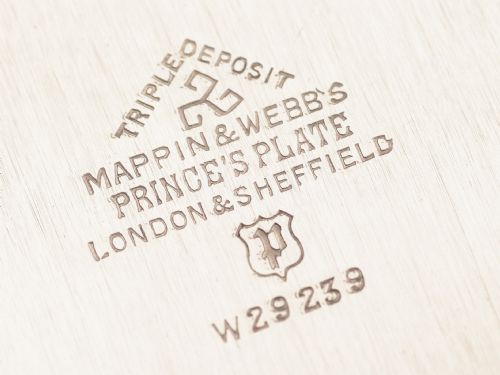 TRIPLE DEPOSIT
MAPPIN & WEBB'S
PRINCE'S PLATE
LONDON & SHEFFIELD
P
W29239